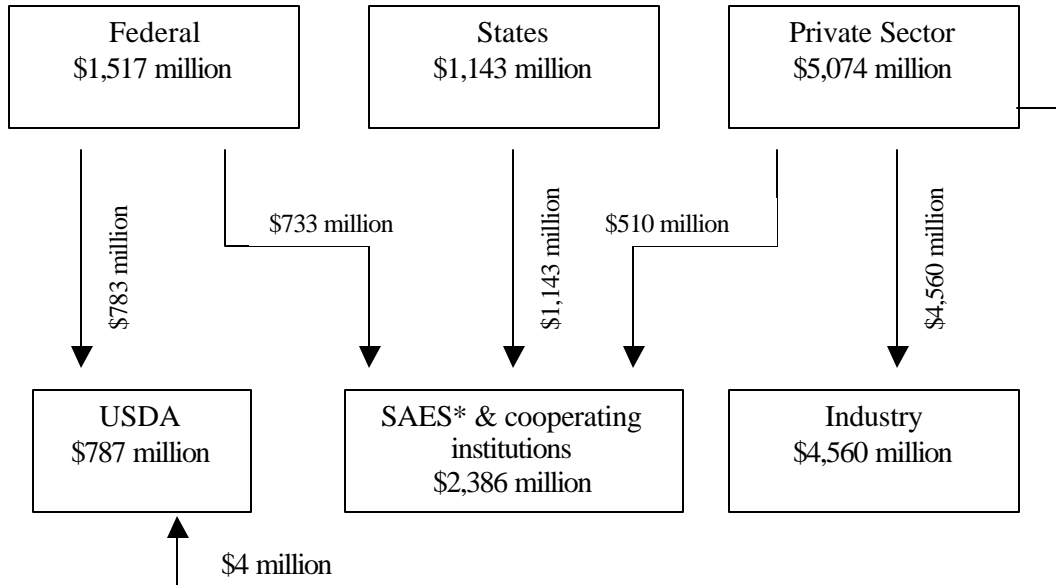 Federal
$1,517 million
States
$1,143 million
Private Sector
$5,074 million
$783 million
$733 million
$1,143 million
$510 million
$4,560 million
USDA
$787 million
SAES* & cooperating
institutions
$2,386 million
Industry
$4,560 million
$4 million